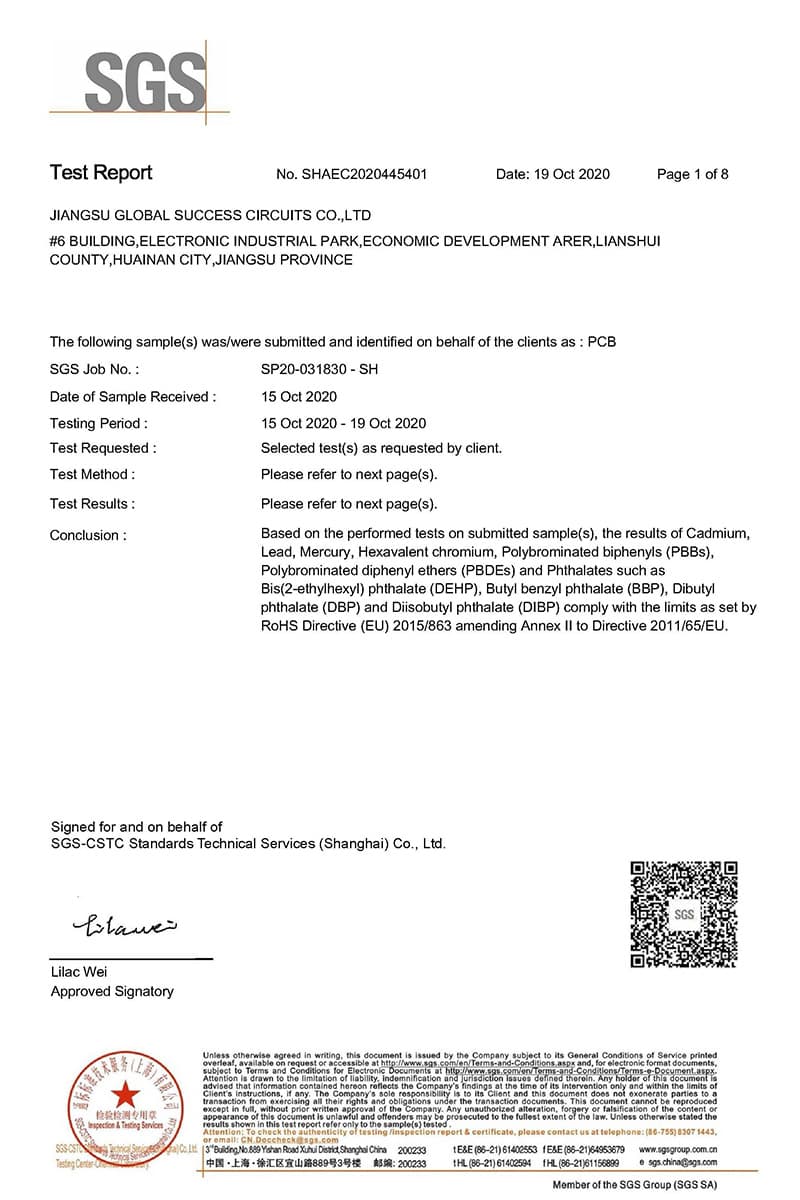 SGS
Test Report No. SHAEC2020445401 Date: 19 Oct 2020 Page 1 of 8
JIANGSU GLOBAL SUCCESS CIRCUITS CO.,LTD
#6 BUILDING,ELECTRONIC INDUSTRIAL PARK,ECONOMIC DEVELOPMENT ARER,LIANSHUI
COUNTY,HUAINAN CITY,JIANGSU PROVINCE
The following sample(s) was/were submitted and identified on behalf of the clients as : PCB
SGS Job No. : SP20-031830 - SH
Date of Sample Received : 15 Oct 2020
Testing Period : 15 Oct 2020 - 19 Oct 2020
Test Requested : Selected test(s) as requested by client.
Test Method : Please refer to next page(s).
Test Results : Please refer to next page(s).
Conclusion : Based on the performed tests on submitted sample(s), the results of Cadmium,
Lead, Mercury, Hexavalent chromium, Polybrominated biphenyls (PBBs),
Polybrominated diphenyl ethers (PBDEs) and Phthalates such as
Bis(2-ethylhexyl) phthalate (DEHP), Butyl benzyl phthalate (BBP), Dibutyl
phthalate (DBP) and Diisobutyl phthalate (DIBP) comply with the limits as set by
RoHS Directive (EU) 2015/863 amending Annex II to Directive 2011/65/EU.
Signed for and on behalf of
SGS-CSTC Standards Technical Services (Shanghai) Co., Ltd.
SGS
Lilac Wei
Approved Signatory
检验检测专用章
Inspection & Testing Services
Unless otherwise agreed in writing, this document is issued by the Company subject to its General Conditions of Service printed
overleaf, available on request or accessible at http://www.sgs.com/en/Terms-and-Conditions.aspx and, for electronic format documents,
subject to Terms and Conditions for Electronic Documents at http://www.sgs.com/en/Terms-and-Conditions/Terms-e-Document.aspx.
Attention is drawn to the limitation of liability, indemnification and jurisdiction issues defined therein. Any holder of this document is
advised that information contained hereon reflects the Company's findings at the time of its intervention only and within the limits of
Client's instructions, if any. The Company's sole responsibility is to its Client and this document does not exonerate parties to a
transaction from exercising all their rights and obligations under the transaction documents. This document cannot be reproduced
except in full, without prior written approval of the Company. Any unauthorized alteration, forgery or falsification of the content or
appearance of this document is unlawful and offenders may be prosecuted to the fullest extent of the law. Unless otherwise stated the
results shown in this test report refer only to the sample(s) tested .
Attention: To check the authenticity of testing /inspection report & certificate, please contact us at telephone: (86-755) 8307 1443,
or email: CN.Doccheck@sgs.com
3rd Building,No.889 Yishan Road Xuhui District,Shanghai China 200233 t E&E (86–21) 61402553 f E&E (86–21)64953679 www.sgsgroup.com.cn
中国・上海・徐汇区宜山路889号3号楼 邮编: 200233 t HL (86–21) 61402594 f HL (86–21)61156899 e sgs.china@sgs.com
Member of the SGS Group (SGS SA)